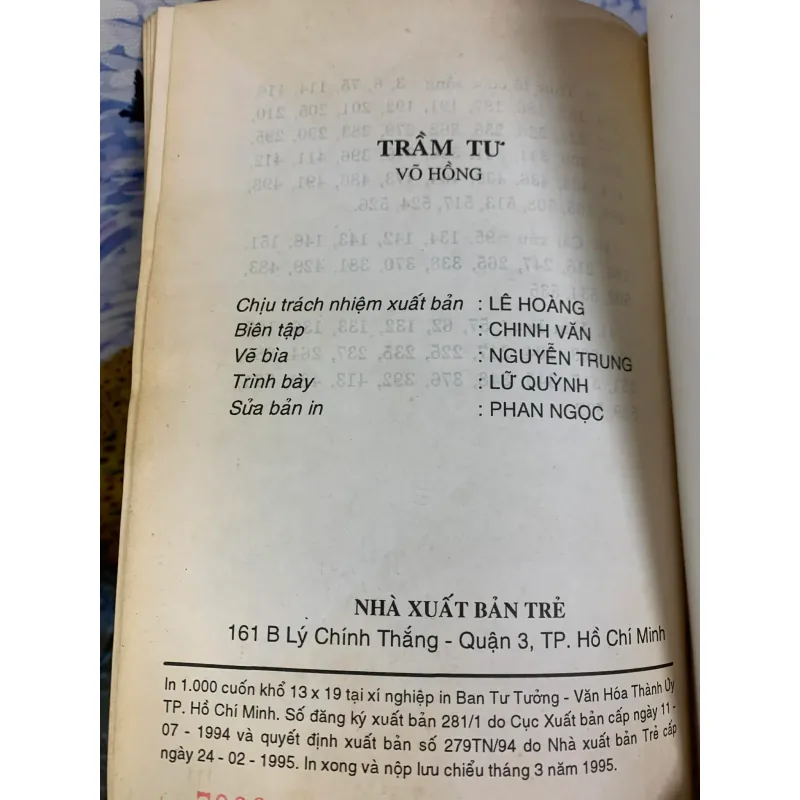 TRẦM TƯ
VÕ HỒNG
Chịu trách nhiệm xuất bản : LÊ HOÀNG
Biên tập : CHINH VĂN
Vẽ bìa : NGUYỄN TRUNG
Trình bày : LỮ QUỲNH
Sửa bản in : PHAN NGỌC
NHÀ XUẤT BẢN TRẺ
161 B Lý Chính Thắng - Quận 3, TP. Hồ Chí Minh
In 1.000 cuốn khổ 13 x 19 tại xí nghiệp in Ban Tư Tưởng - Văn Hóa Thành Ủy
TP. Hồ Chí Minh. Số đăng ký xuất bản 281/1 do Cục Xuất bản cấp ngày 11 -
07 - 1994 và quyết định xuất bản số 279TN/94 do Nhà xuất bản Trẻ cấp
ngày 24 - 02 - 1995. In xong và nộp lưu chiểu tháng 3 năm 1995.